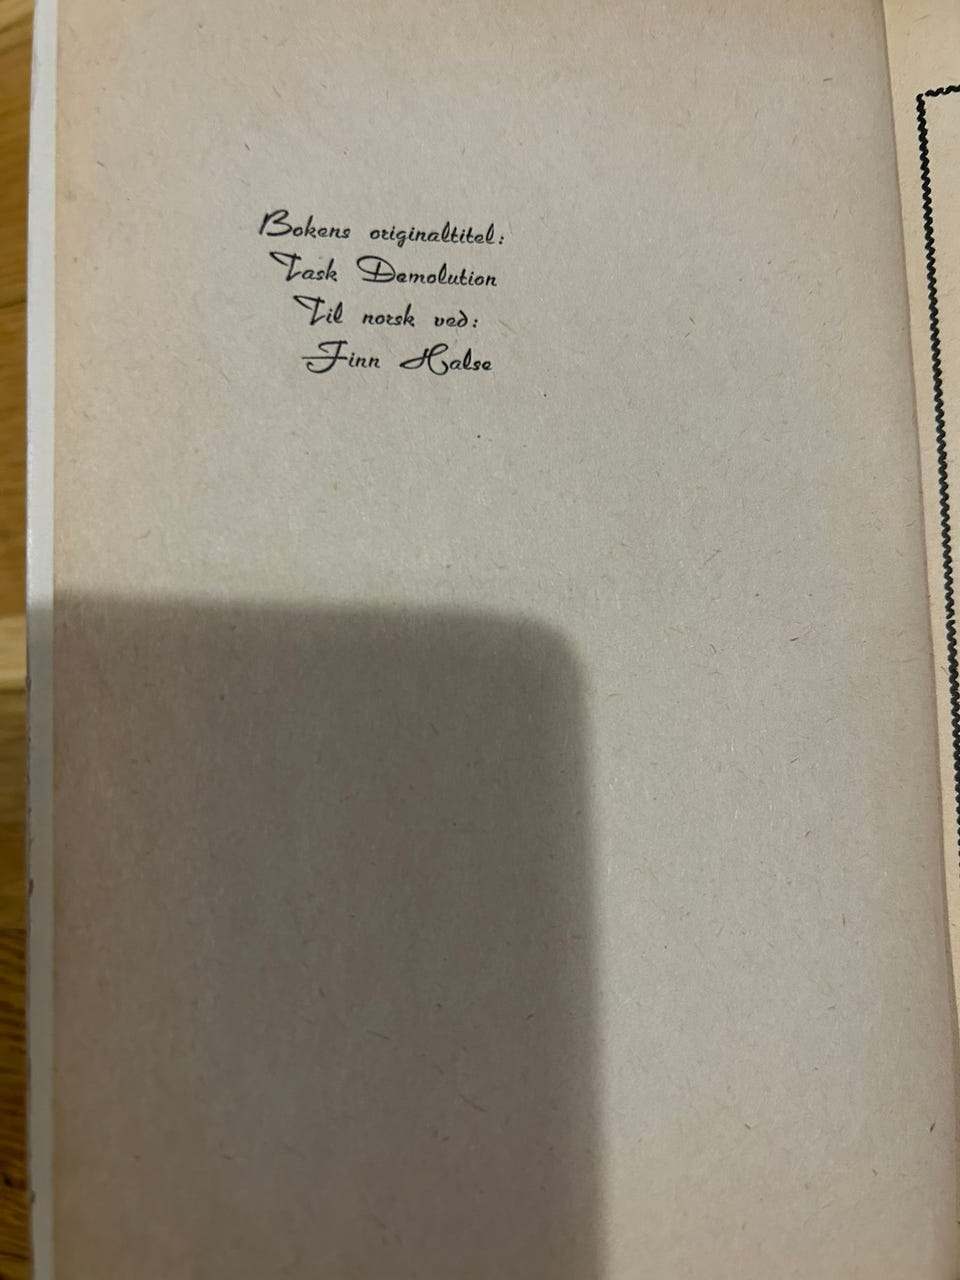 Bokens originaltitel:
Task Demolution
Til norsk ved:
Finn Halse